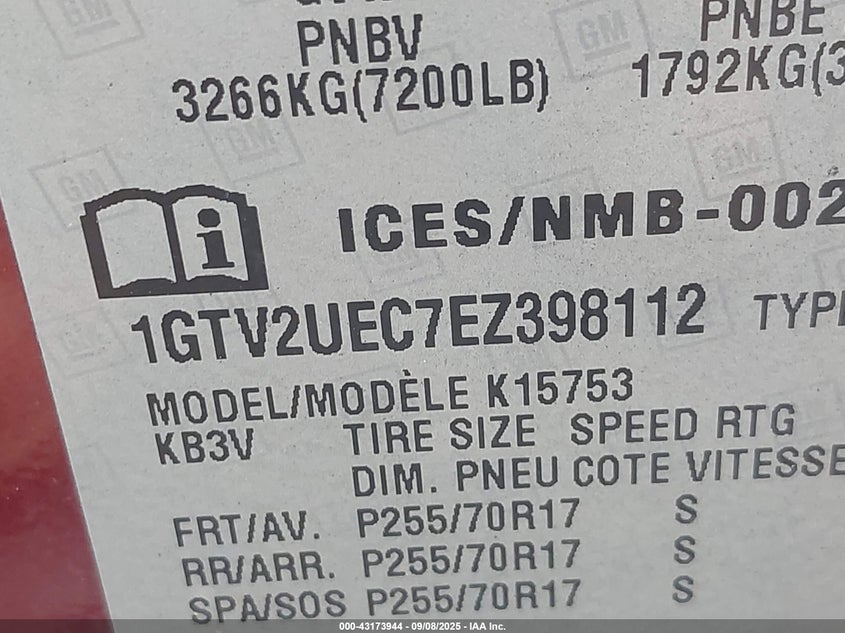 PNBV PNBE
3266KG(7200LB) 1792KG(3
ICES/NMB-002
1GTV2UEC7EZ398112 TYPE
MODEL/MODÈLE K15753
KB3V TIRE SIZE SPEED RTG
DIM. PNEU COTE VITESSE
FRT/AV. P255/70R17 S
RR/ARR. P255/70R17 S
SPA/SOS P255/70R17 S
000-43173944 - 09/08/2025 - IAA Inc.